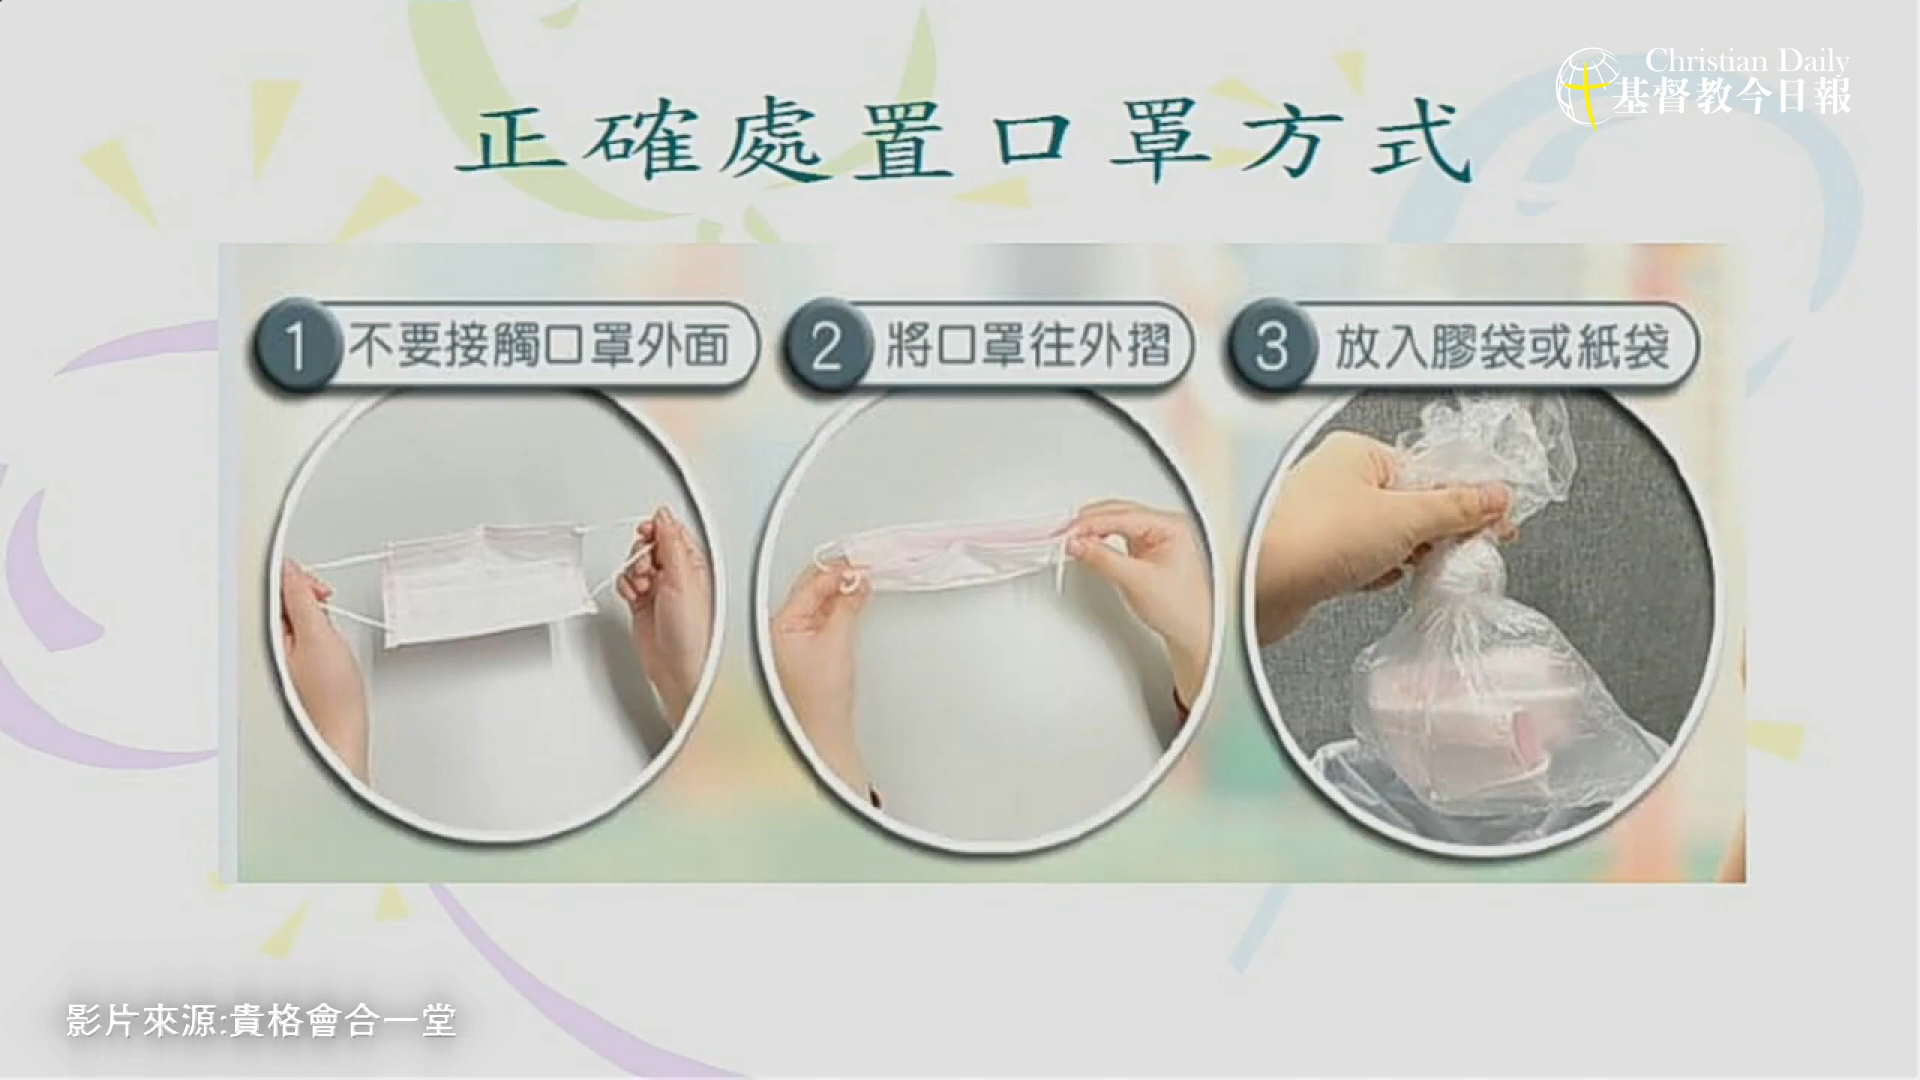 Christian Daily
基督教今日報
正確處置口罩方式
1 不要接觸口罩外面
2 將口罩往外摺
3 放入膠袋或紙袋
影片來源:貴格會合一堂